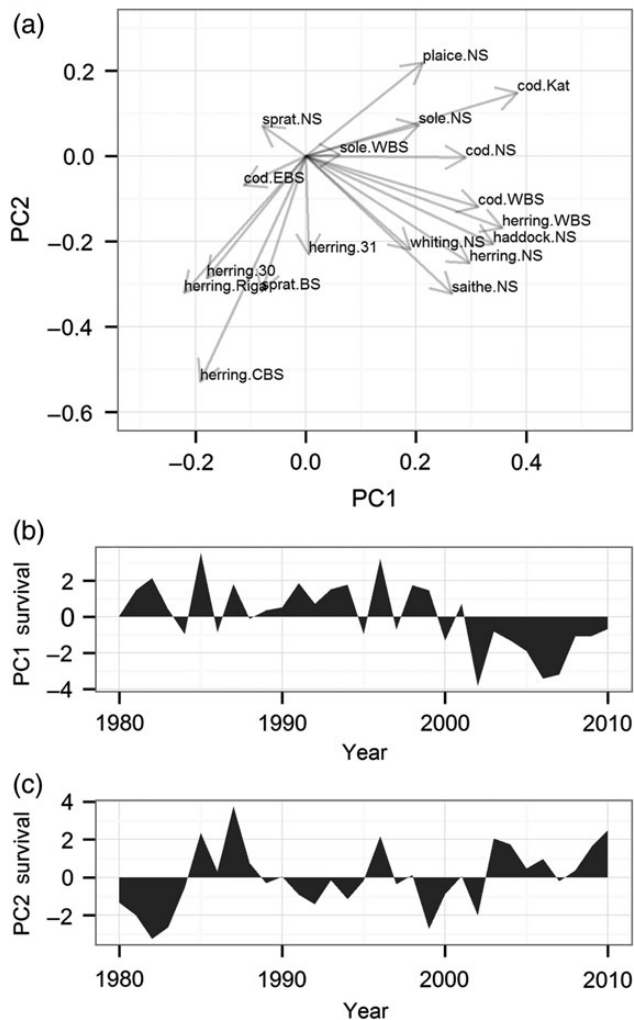 (a)
0.2
0.0
−0.2
−0.4
−0.6
PC2
plaice.NS
cod.Kat
sprat.NS
sole.NS
sole.WBS
cod.NS
cod.EBS
cod.WBS
herring.WBS
herring.31
whiting.NS
haddock.NS
herring.NS
herring.30
herring.Riga
sprat.BS
saithe.NS
herring.CBS
−0.2
0.0
0.2
0.4
PC1
(b)
2
0
−2
−4
PC1 survival
1980
1990
2000
2010
Year
(c)
4
2
0
−2
PC2 survival
1980
1990
2000
2010
Year